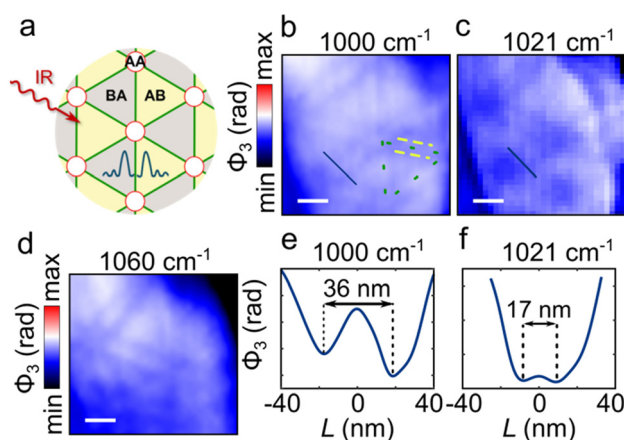 a
AA
IR
BA AB
b
1000 cm⁻¹
Φ₃ (rad)
min max
c
1021 cm⁻¹
d
1060 cm⁻¹
Φ₃ (rad)
min max
e
1000 cm⁻¹
36 nm
Φ₃
-40 0 40
L (nm)
f
1021 cm⁻¹
17 nm
-40 0 40
L (nm)